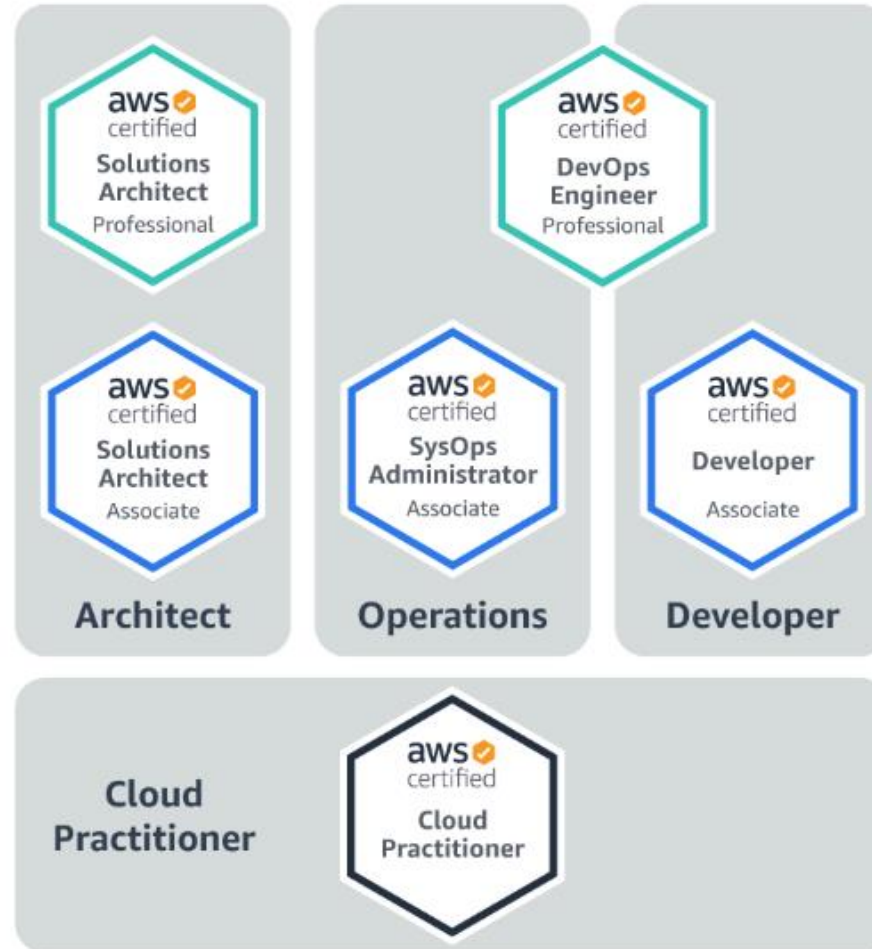 aws
certified
Solutions
Architect
Professional
aws
certified
DevOps
Engineer
Professional
aws
certified
Solutions
Architect
Associate
aws
certified
SysOps
Administrator
Associate
aws
certified
Developer
Associate
Architect
Operations
Developer
Cloud
Practitioner
aws
certified
Cloud
Practitioner